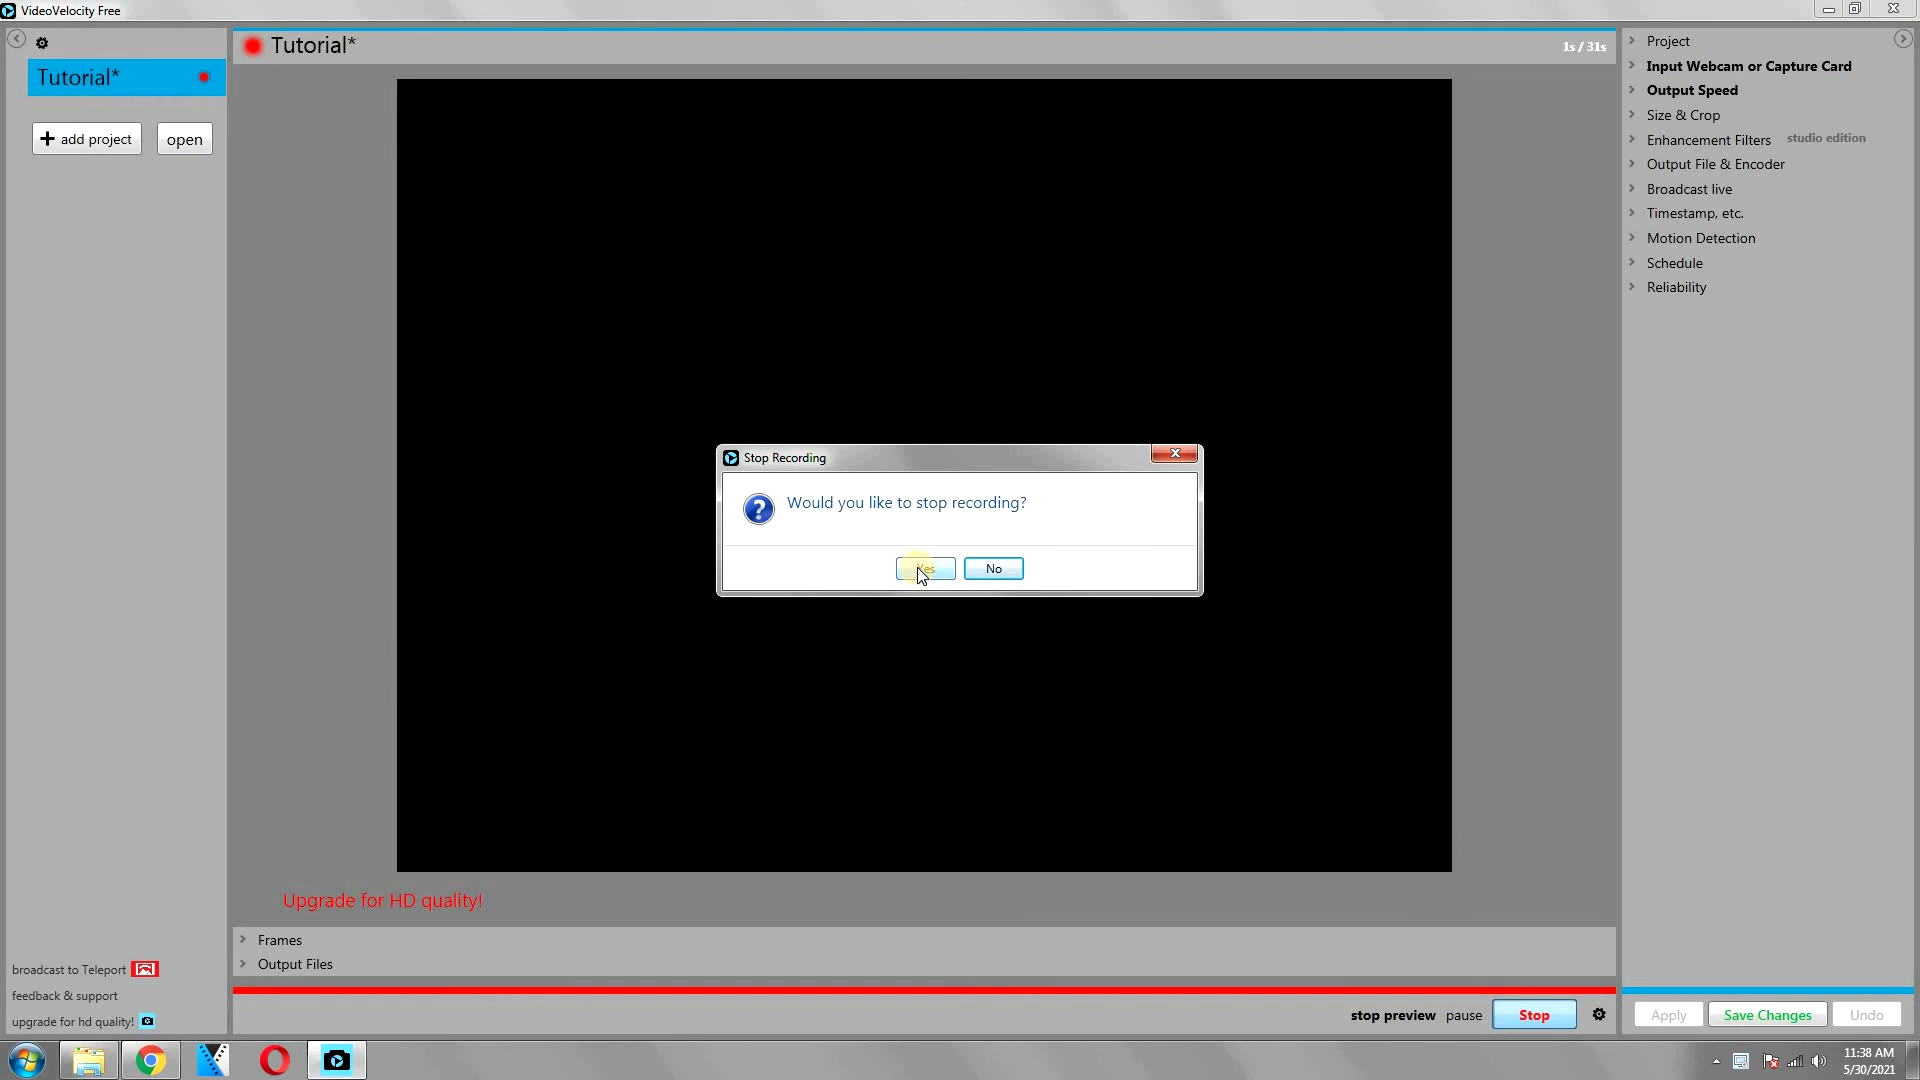 VideoVelocity Free
Tutorial*
add project
open
Tutorial*
1s / 31s
Project
Input Webcam or Capture Card
Output Speed
Size & Crop
Enhancement Filters studio edition
Output File & Encoder
Broadcast live
Timestamp, etc.
Motion Detection
Schedule
Reliability
Stop Recording
Would you like to stop recording?
Yes
No
Upgrade for HD quality!
Frames
Output Files
broadcast to Teleport
feedback & support
upgrade for hd quality!
stop preview pause Stop
Apply Save Changes Undo
11:38 AM
5/30/2021